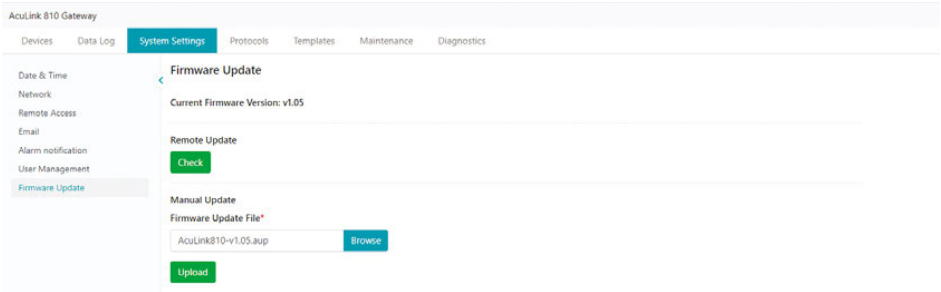 AcuLink 810 Gateway
Devices Data Log System Settings Protocols Templates Maintenance Diagnostics
Date & Time
Network
Remote Access
Email
Alarm notification
User Management
Firmware Update
Firmware Update
Current Firmware Version: v1.05
Remote Update
Check
Manual Update
Firmware Update File*
AcuLink810-v1.05.aup Browse
Upload